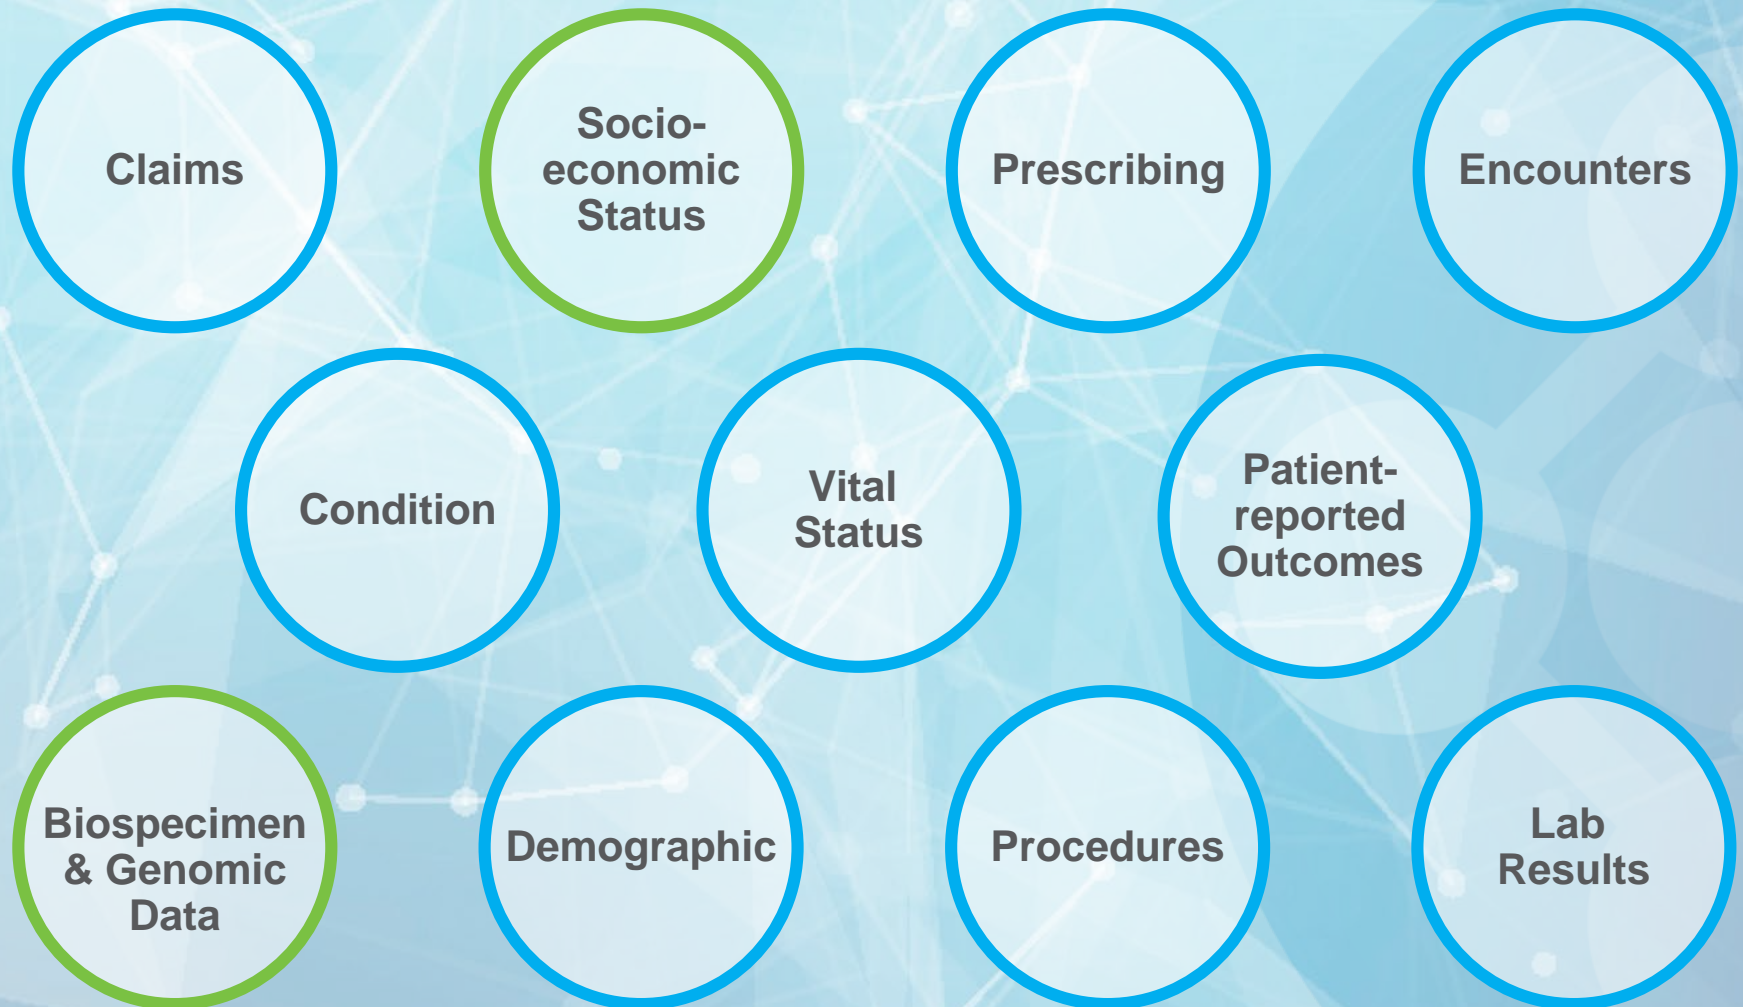 Claims
Socio-
economic
Status
Prescribing
Encounters
Condition
Vital
Status
Patient-
reported
Outcomes
Biospecimen
& Genomic
Data
Demographic
Procedures
Lab
Results